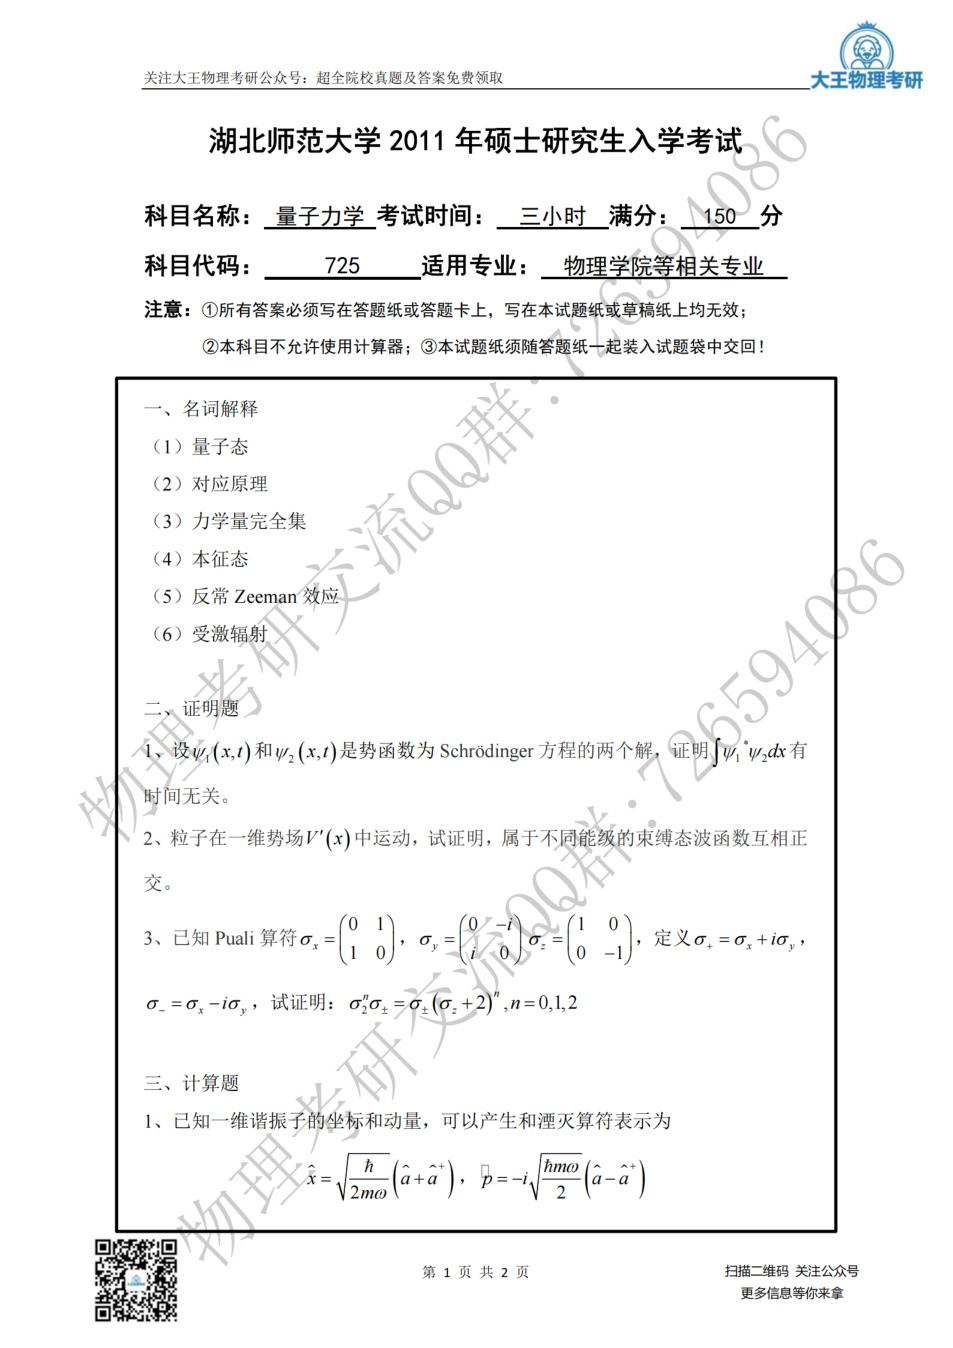 关注大王物理考研公众号：超全院校真题及答案免费领取
大王物理考研
湖北师范大学 2011 年硕士研究生入学考试
科目名称： 量子力学 考试时间： 三小时 满分： 150 分
科目代码： 725 适用专业： 物理学院等相关专业
注意：①所有答案必须写在答题纸或答题卡上，写在本试题纸或草稿纸上均无效；
②本科目不允许使用计算器；③本试题纸须随答题纸一起装入试题袋中交回！
一、名词解释
（1）量子态
（2）对应原理
（3）力学量完全集
（4）本征态
（5）反常 Zeeman 效应
（6）受激辐射
二、证明题
1、设ψ₁(x,t)和ψ₂(x,t)是势函数为 Schrödinger 方程的两个解，证明∫ψ₁*ψ₂dx有
时间无关。
2、粒子在一维势场V′(x)中运动，试证明，属于不同能级的束缚态波函数互相正
交。
3、已知 Puali 算符σₓ = (0 1; 1 0)，σ_y = (0 −i; i 0) σ_z = (1 0; 0 −1)，定义σ₊ = σₓ + iσ_y，
σ₋ = σₓ − iσ_y，试证明：σ₂ⁿσ± = σ±(σ_z + 2)ⁿ, n = 0,1,2
三、计算题
1、已知一维谐振子的坐标和动量，可以产生和湮灭算符表示为
x̂ = √(ħ/2mω) (â + â⁺)，p = −i√(ħmω/2) (â − â⁺)
第 1 页 共 2 页
扫描二维码 关注公众号
更多信息等你来拿
物理考研交流QQ群：726594086
物理考研交流QQ群：726594086